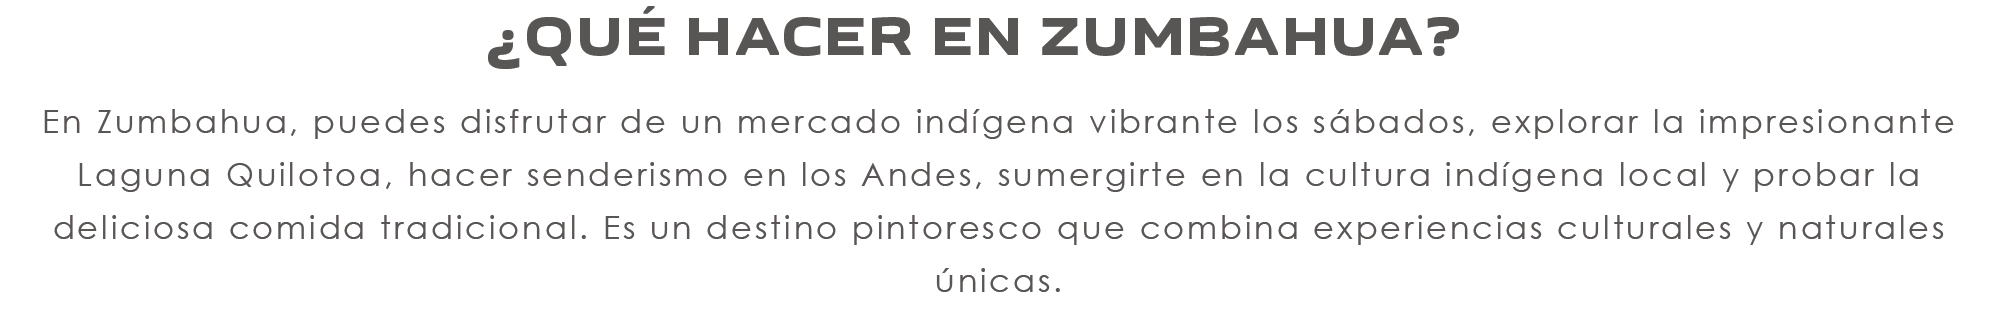 ¿QUÉ HACER EN ZUMBAHUA?
En Zumbahua, puedes disfrutar de un mercado indígena vibrante los sábados, explorar la impresionante
Laguna Quilotoa, hacer senderismo en los Andes, sumergirte en la cultura indígena local y probar la
deliciosa comida tradicional. Es un destino pintoresco que combina experiencias culturales y naturales
únicas.